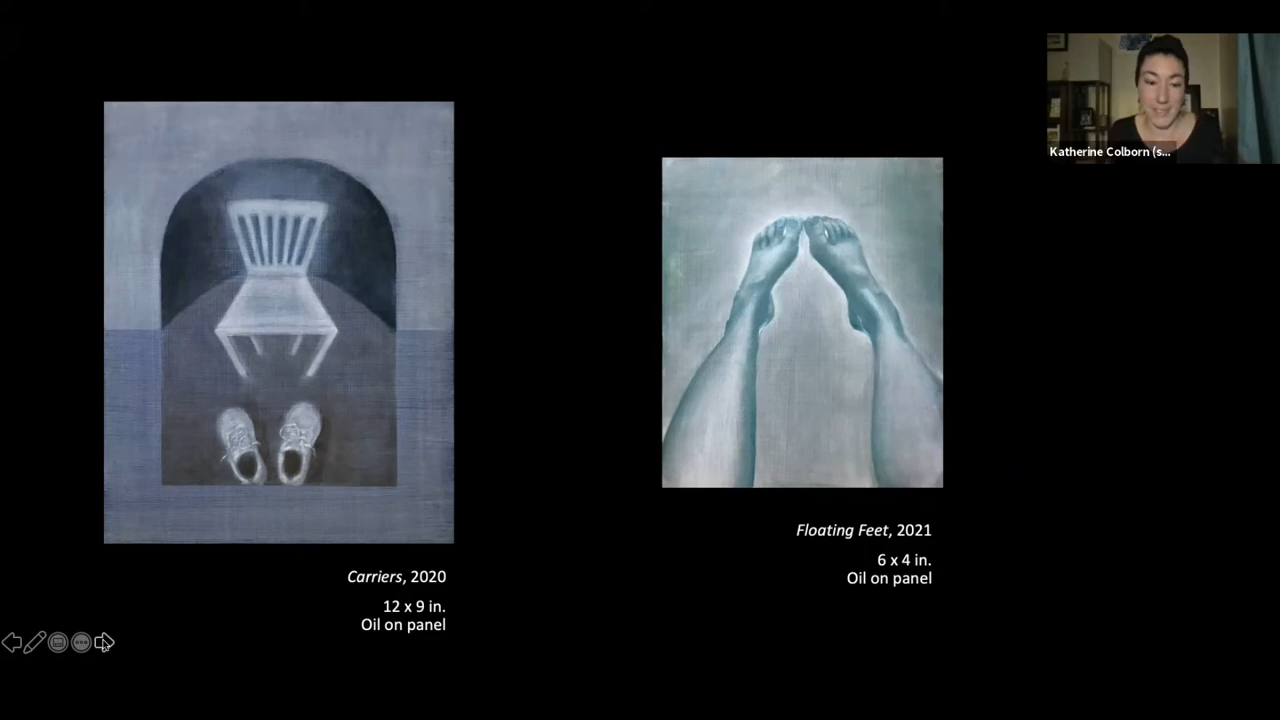 Katherine Colborn (s...
Floating Feet, 2021
6 x 4 in.
Oil on panel
Carriers, 2020
12 x 9 in.
Oil on panel